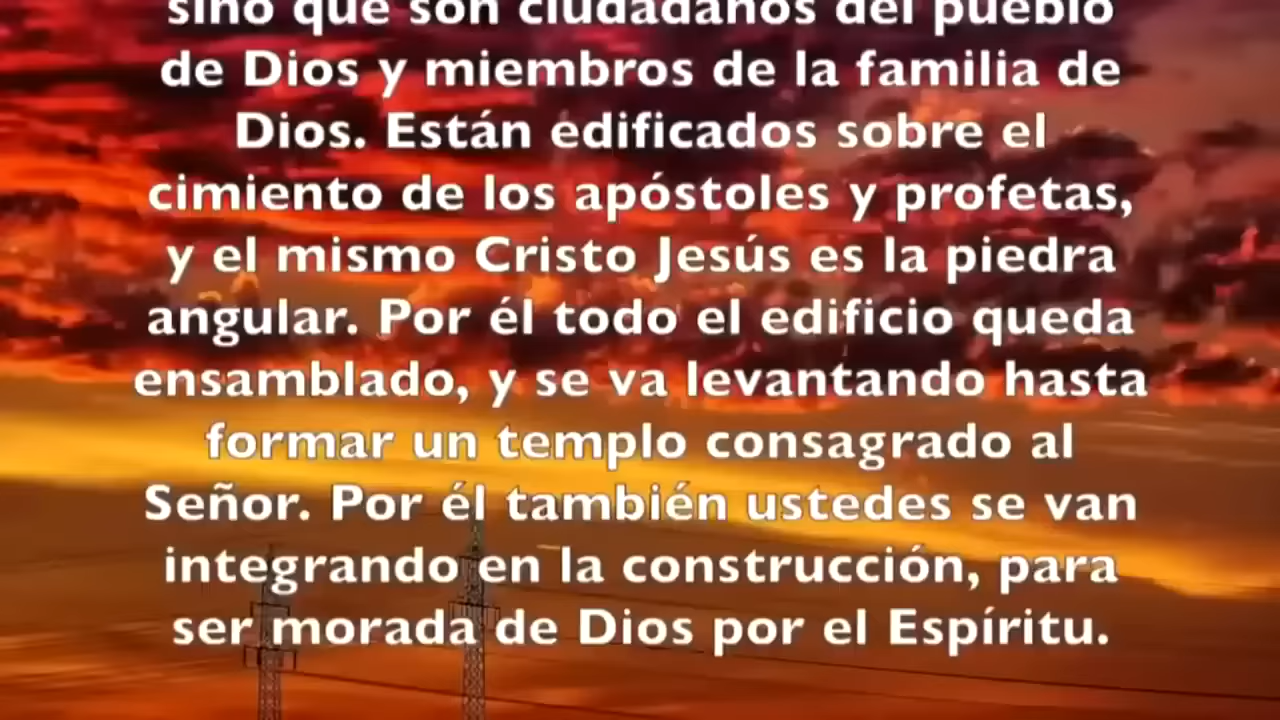 sino que son ciudadanos del pueblo
de Dios y miembros de la familia de
Dios. Están edificados sobre el
cimiento de los apóstoles y profetas,
y el mismo Cristo Jesús es la piedra
angular. Por él todo el edificio queda
ensamblado, y se va levantando hasta
formar un templo consagrado al
Señor. Por él también ustedes se van
integrando en la construcción, para
ser morada de Dios por el Espíritu.